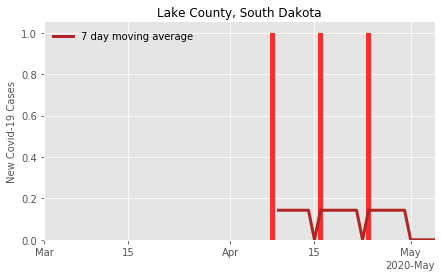 Lake County, South Dakota
7 day moving average
New Covid-19 Cases
1.0
0.8
0.6
0.4
0.2
0.0
Mar 15 Apr 15 May
2020-May